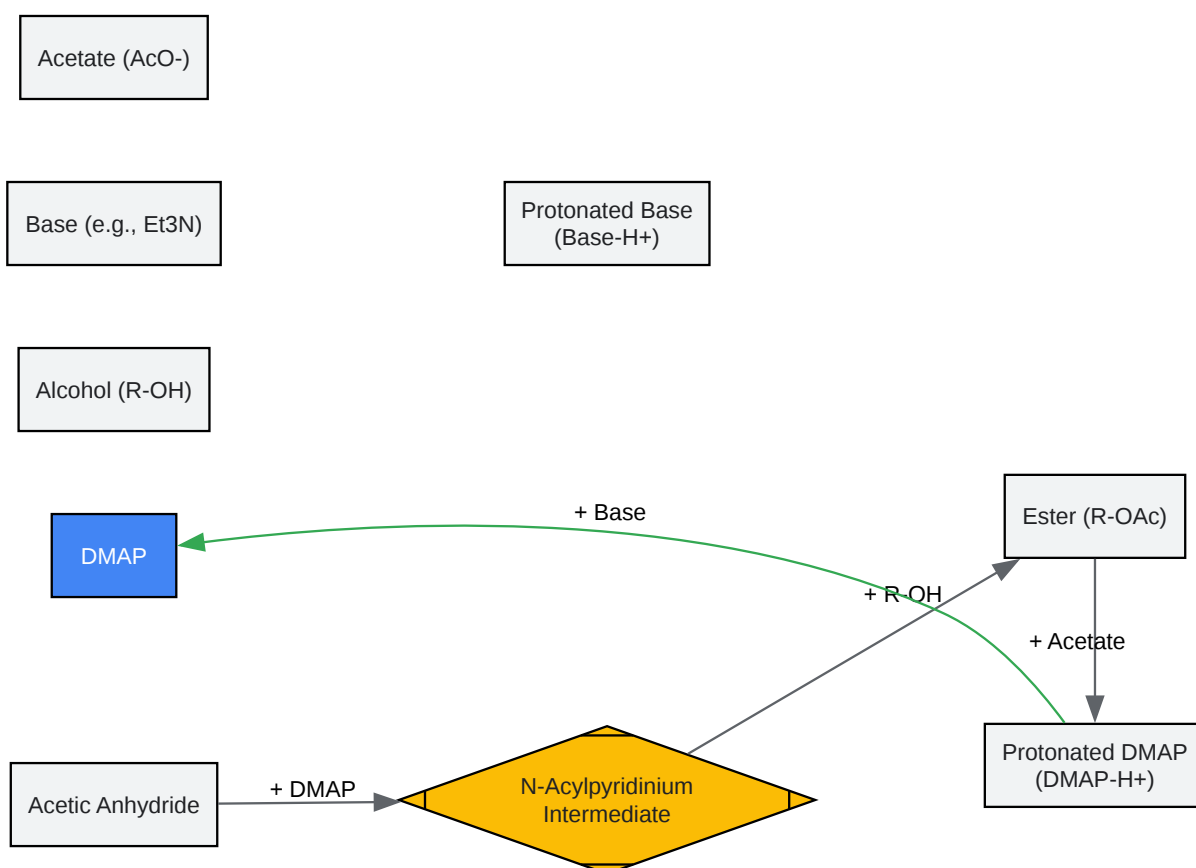 Acetate (AcO-)
Base (e.g., Et3N)
Protonated Base
(Base-H+)
Alcohol (R-OH)
+ Base
Ester (R-OAc)
DMAP
+ R-OH
+ Acetate
Protonated DMAP
(DMAP-H+)
Acetic Anhydride
+ DMAP
N-Acylpyridinium
Intermediate